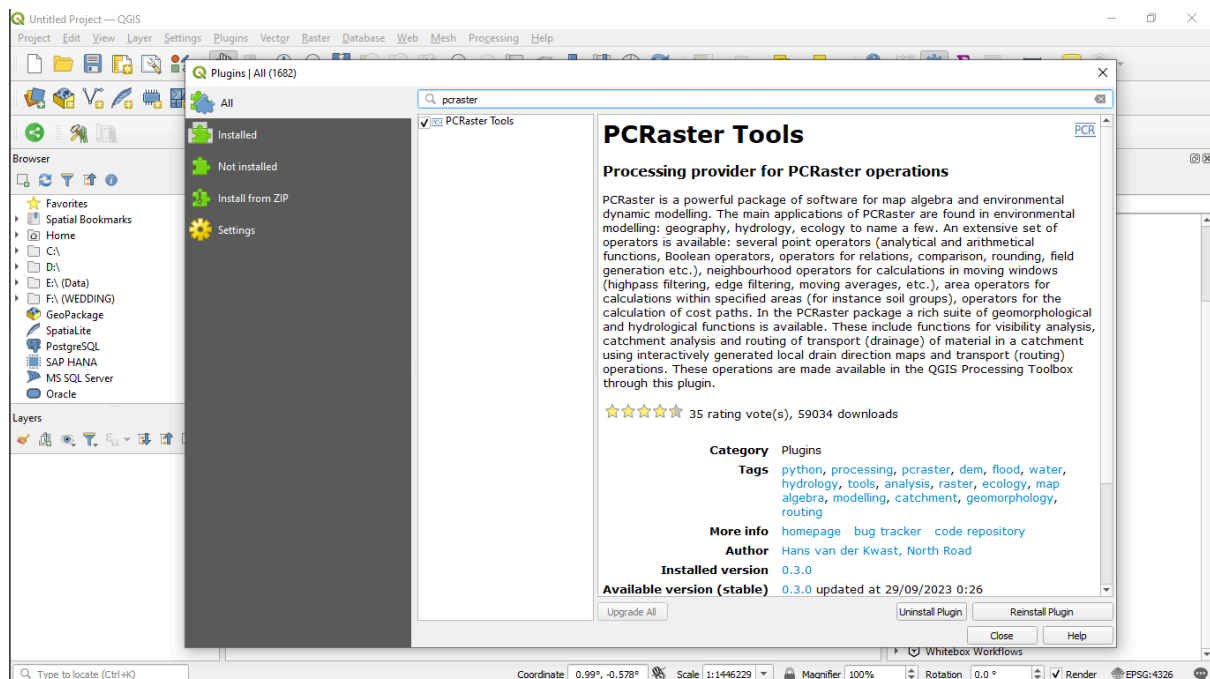 Untitled Project — QGIS
Project Edit View Layer Settings Plugins Vector Raster Database Web Mesh Processing Help
Plugins | All (1682)
All
Installed
Not installed
Install from ZIP
Settings
pcraster
PCRaster Tools
PCRaster Tools
PCR
Processing provider for PCRaster operations
PCRaster is a powerful package of software for map algebra and environmental
dynamic modelling. The main applications of PCRaster are found in environmental
modelling: geography, hydrology, ecology to name a few. An extensive set of
operators is available: several point operators (analytical and arithmetical
functions, Boolean operators, operators for relations, comparison, rounding, field
generation etc.), neighbourhood operators for calculations in moving windows
(highpass filtering, edge filtering, moving averages, etc.), area operators for
calculations within specified areas (for instance soil groups), operators for the
calculation of cost paths. In the PCRaster package a rich suite of geomorphological
and hydrological functions is available. These include functions for visibility analysis,
catchment analysis and routing of transport (drainage) of material in a catchment
using interactively generated local drain direction maps and transport (routing)
operations. These operations are made available in the QGIS Processing Toolbox
through this plugin.
35 rating vote(s), 59034 downloads
Category Plugins
Tags python, processing, pcraster, dem, flood, water,
hydrology, tools, analysis, raster, ecology, map
algebra, modelling, catchment, geomorphology,
routing
More info homepage bug tracker code repository
Author Hans van der Kwast, North Road
Installed version 0.3.0
Available version (stable) 0.3.0 updated at 29/09/2023 0:26
Upgrade All
Uninstall Plugin
Reinstall Plugin
Close
Help
Browser
Favorites
Spatial Bookmarks
Home
C:\
D:\
E:\ (Data)
F:\ (WEDDING)
GeoPackage
SpatiaLite
PostgreSQL
SAP HANA
MS SQL Server
Oracle
Layers
Whitebox Workflows
Type to locate (Ctrl+K)
Coordinate 0.99°, -0.578° Scale 1:1446229 Magnifier 100% Rotation 0.0 ° Render EPSG:4326